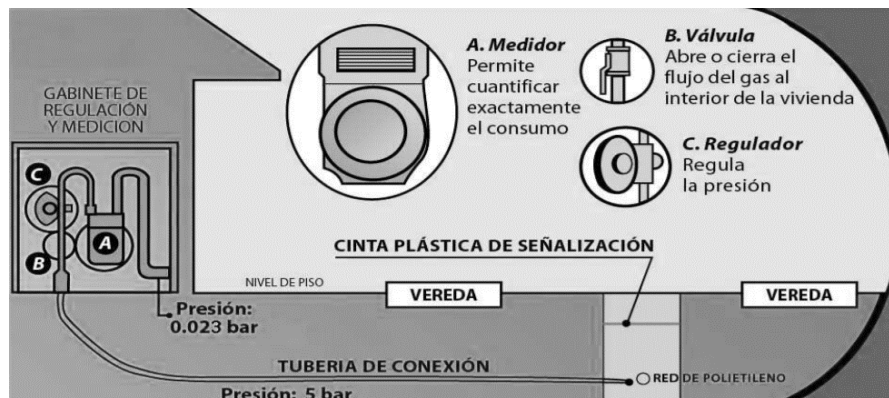 A. Medidor
Permite
cuantificar
exactamente
el consumo
B. Válvula
Abre o cierra el
flujo del gas al
interior de la vivienda
C. Regulador
Regula
la presión
GABINETE DE
REGULACIÓN
Y MEDICION
C
A
B
CINTA PLÁSTICA DE SEÑALIZACIÓN
NIVEL DE PISO
VEREDA
VEREDA
Presión:
0.023 bar
TUBERIA DE CONEXIÓN
RED DE POLIETILENO
Presión: 5 bar